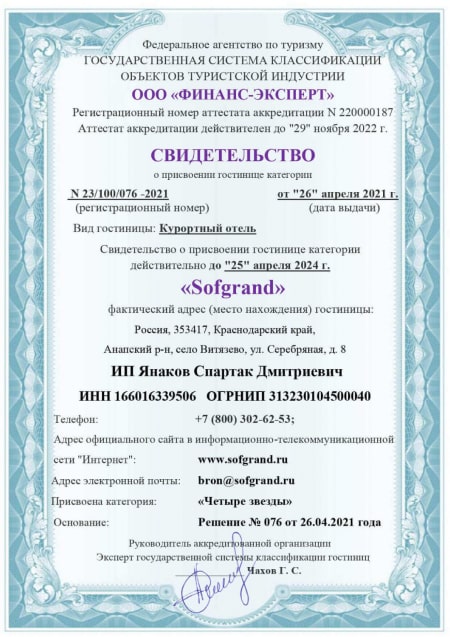 Федеральное агентство по туризму
ГОСУДАРСТВЕННАЯ СИСТЕМА КЛАССИФИКАЦИИ
ОБЪЕКТОВ ТУРИСТСКОЙ ИНДУСТРИИ
ООО «ФИНАНС-ЭКСПЕРТ»
Регистрационный номер аттестата аккредитации N 220000187
Аттестат аккредитации действителен до "29" ноября 2022 г.
СВИДЕТЕЛЬСТВО
о присвоении гостинице категории
N 23/100/076 -2021 от "26" апреля 2021 г.
(регистрационный номер) (дата выдачи)
Вид гостиницы: Курортный отель
Свидетельство о присвоении гостинице категории
действительно до "25" апреля 2024 г.
«Sofgrand»
фактический адрес (место нахождения) гостиницы:
Россия, 353417, Краснодарский край,
Анапский р-н, село Витязево, ул. Серебряная, д. 8
ИП Янаков Спартак Дмитриевич
ИНН 166016339506 ОГРНИП 313230104500040
Телефон: +7 (800) 302-62-53;
Адрес официального сайта в информационно-телекоммуникационной
сети "Интернет": www.sofgrand.ru
Адрес электронной почты: bron@sofgrand.ru
Присвоена категория: «Четыре звезды»
Основание: Решение № 076 от 26.04.2021 года
Руководитель аккредитованной организации
Эксперт государственной системы классификации гостиниц
Чахов Г. С.